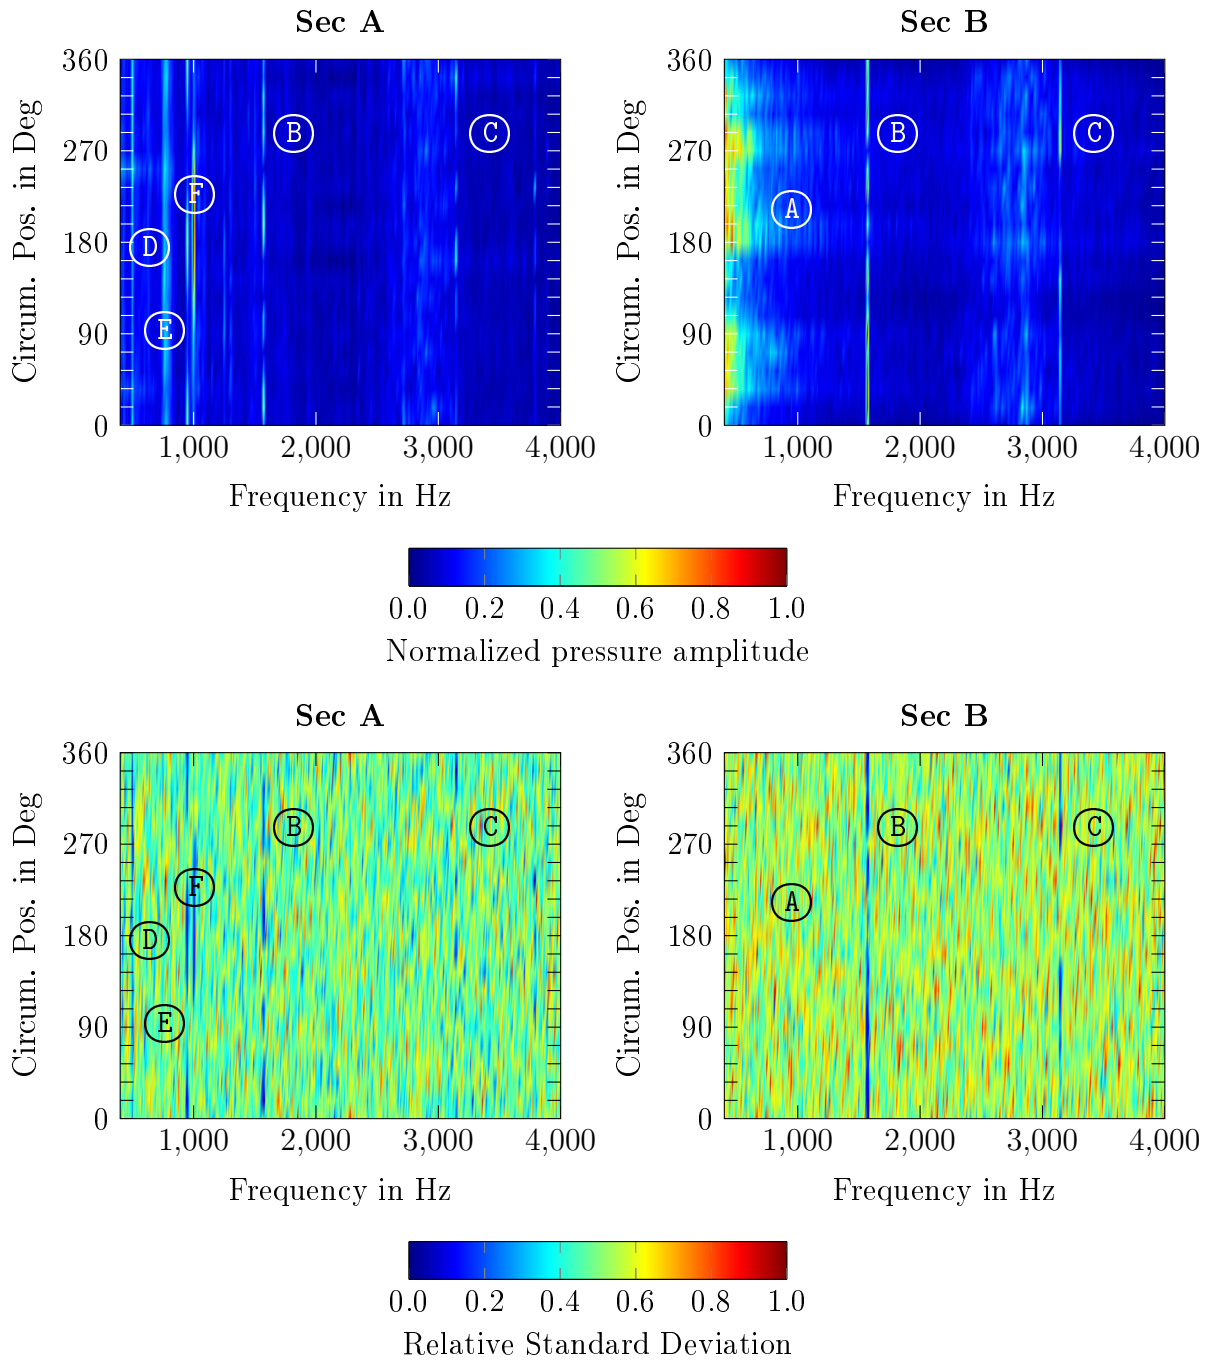 Sec A
Sec B
360
270
180
90
0
Circum. Pos. in Deg
B
C
F
D
E
1,000
2,000
3,000
4,000
Frequency in Hz
360
270
180
90
0
Circum. Pos. in Deg
B
C
A
1,000
2,000
3,000
4,000
Frequency in Hz
0.0 0.2 0.4 0.6 0.8 1.0
Normalized pressure amplitude
Sec A
Sec B
360
270
180
90
0
Circum. Pos. in Deg
B
C
F
D
E
1,000
2,000
3,000
4,000
Frequency in Hz
360
270
180
90
0
Circum. Pos. in Deg
B
C
A
1,000
2,000
3,000
4,000
Frequency in Hz
0.0 0.2 0.4 0.6 0.8 1.0
Relative Standard Deviation